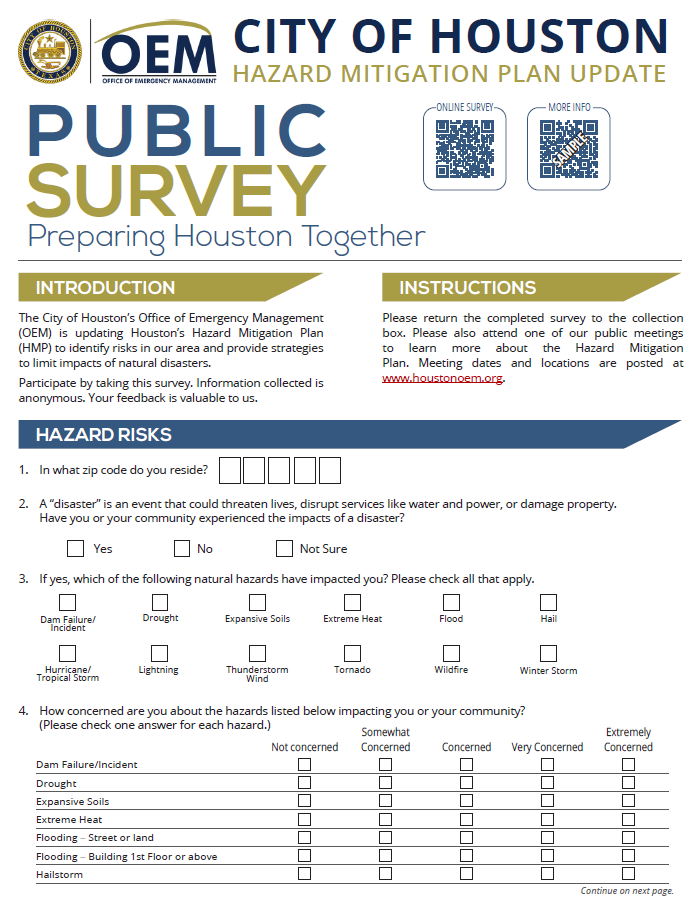 CITY OF HOUSTON
TEXAS
OEM
OFFICE OF EMERGENCY MANAGEMENT
CITY OF HOUSTON
HAZARD MITIGATION PLAN UPDATE
PUBLIC
SURVEY
Preparing Houston Together
ONLINE SURVEY
MORE INFO
SAMPLE
INTRODUCTION
The City of Houston's Office of Emergency Management
(OEM) is updating Houston's Hazard Mitigation Plan
(HMP) to identify risks in our area and provide strategies
to limit impacts of natural disasters.
Participate by taking this survey. Information collected is
anonymous. Your feedback is valuable to us.
INSTRUCTIONS
Please return the completed survey to the collection
box. Please also attend one of our public meetings
to learn more about the Hazard Mitigation
Plan. Meeting dates and locations are posted at
www.houstonoem.org.
HAZARD RISKS
1. In what zip code do you reside?
2. A “disaster” is an event that could threaten lives, disrupt services like water and power, or damage property.
Have you or your community experienced the impacts of a disaster?
Yes No Not Sure
3. If yes, which of the following natural hazards have impacted you? Please check all that apply.
Dam Failure/
Incident
Drought
Expansive Soils
Extreme Heat
Flood
Hail
Hurricane/
Tropical Storm
Lightning
Thunderstorm
Wind
Tornado
Wildfire
Winter Storm
4. How concerned are you about the hazards listed below impacting you or your community?
(Please check one answer for each hazard.)
Not concerned
Somewhat
Concerned
Concerned
Very Concerned
Extremely
Concerned
Dam Failure/Incident
Drought
Expansive Soils
Extreme Heat
Flooding – Street or land
Flooding – Building 1st Floor or above
Hailstorm
Continue on next page.